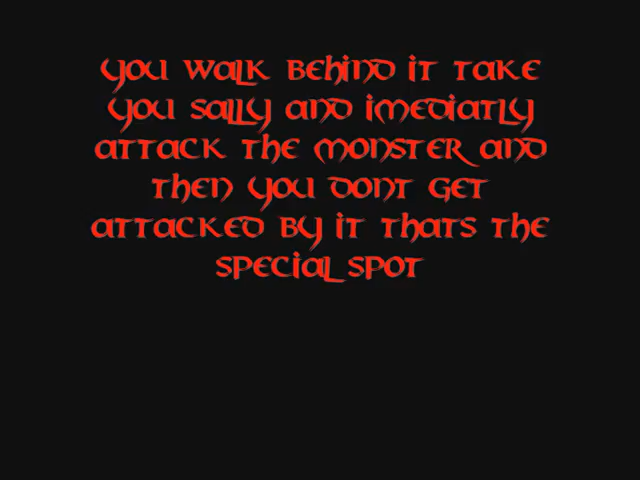 you walk behind it take
you sally and imediatly
attack the monster and
then you dont get
attacked by it thats the
special spot